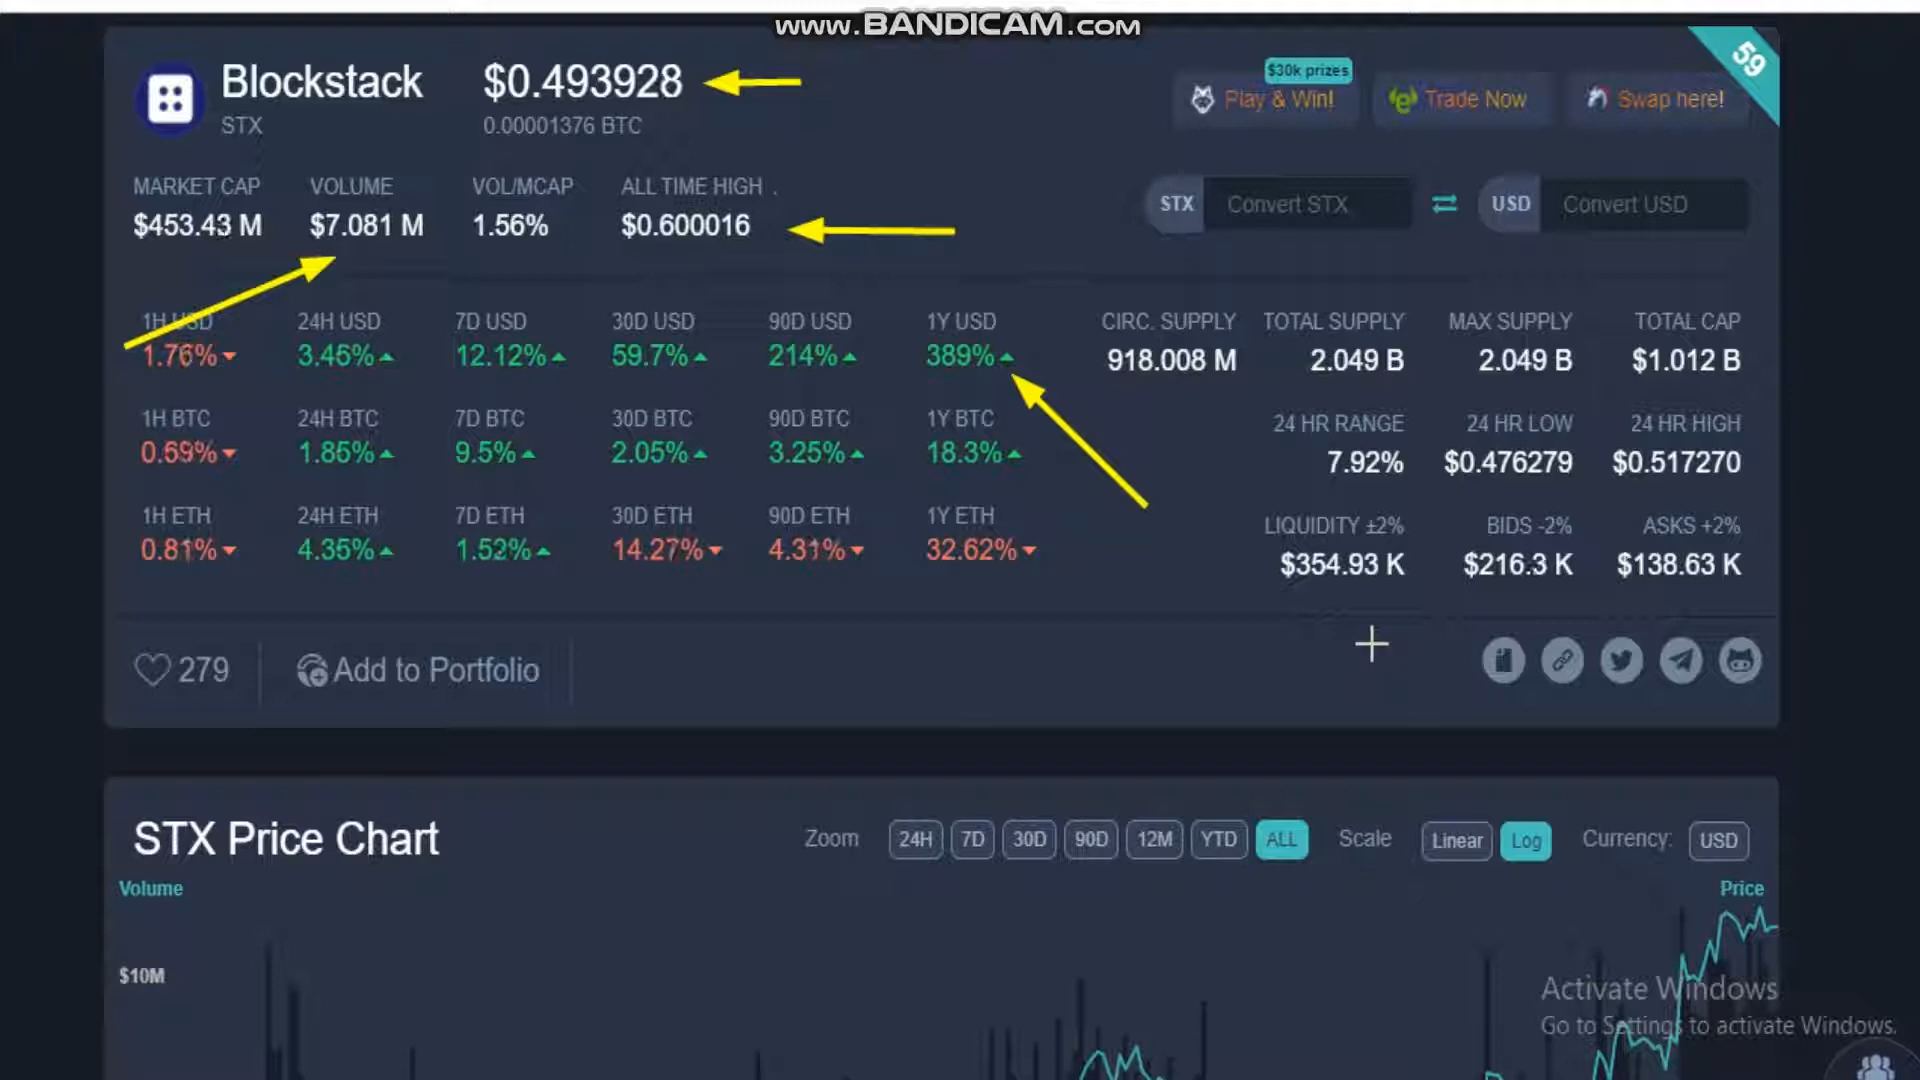 www.BANDICAM.com
59
Blockstack $0.493928
STX 0.00001376 BTC
$30k prizes
Play & Win! Trade Now Swap here!
MARKET CAP VOLUME VOL/MCAP ALL TIME HIGH
$453.43 M $7.081 M 1.56% $0.600016
STX Convert STX USD Convert USD
1H USD 24H USD 7D USD 30D USD 90D USD 1Y USD
1.76% 3.46% 12.12% 59.7% 214% 389%
CIRC. SUPPLY TOTAL SUPPLY MAX SUPPLY TOTAL CAP
918.008 M 2.049 B 2.049 B $1.012 B
1H BTC 24H BTC 7D BTC 30D BTC 90D BTC 1Y BTC
0.69% 1.85% 9.5% 2.05% 3.25% 18.3%
24 HR RANGE 24 HR LOW 24 HR HIGH
7.92% $0.476279 $0.517270
1H ETH 24H ETH 7D ETH 30D ETH 90D ETH 1Y ETH
0.81% 4.35% 1.52% 14.27% 4.31% 32.62%
LIQUIDITY ±2% BIDS -2% ASKS +2%
$354.93 K $216.3 K $138.63 K
279 Add to Portfolio
STX Price Chart Zoom 24H 7D 30D 90D 12M YTD ALL Scale Linear Log Currency: USD
Volume Price
$10M
Activate Windows
Go to Settings to activate Windows.